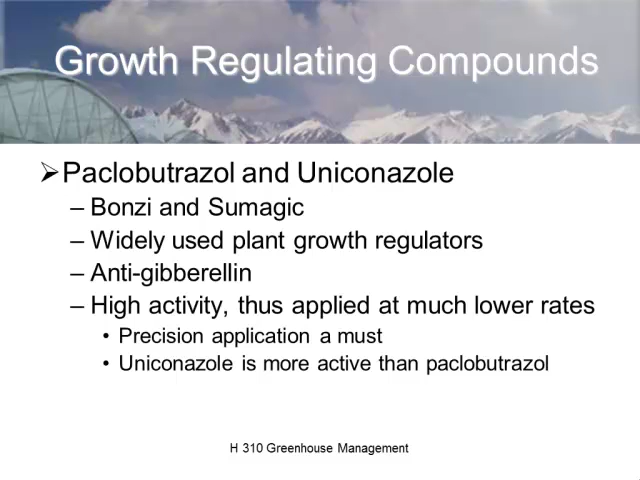 Growth Regulating Compounds
➢Paclobutrazol and Uniconazole
– Bonzi and Sumagic
– Widely used plant growth regulators
– Anti-gibberellin
– High activity, thus applied at much lower rates
• Precision application a must
• Uniconazole is more active than paclobutrazol
H 310 Greenhouse Management